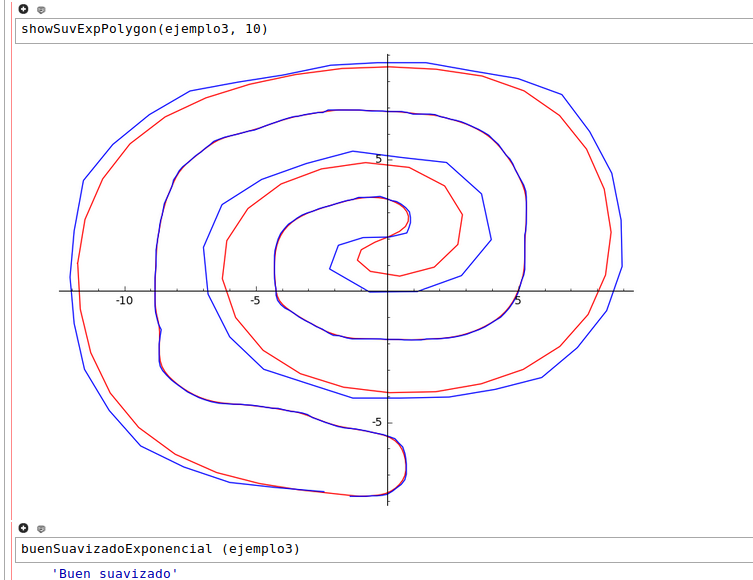 showSuvExpPolygon(ejemplo3, 10)
5
-10
-5
5
-5
buenSuavizadoExponencial (ejemplo3)
'Buen suavizado'